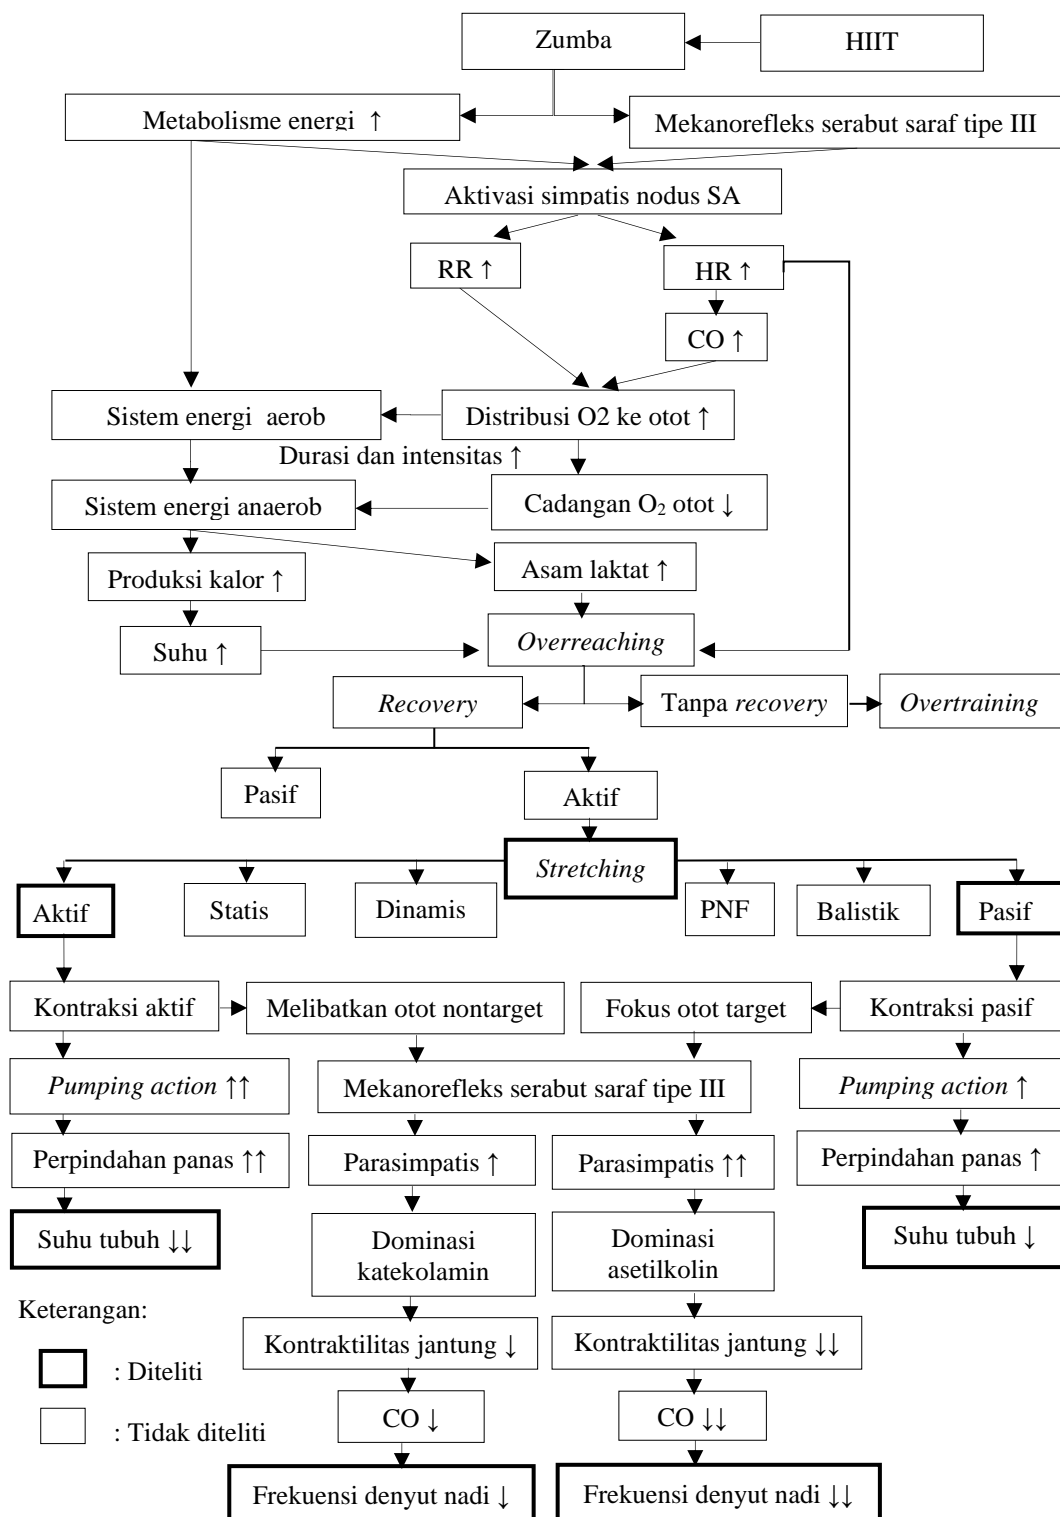 Zumba
HIIT
Metabolisme energi ↑
Mekanorefleks serabut saraf tipe III
Aktivasi simpatis nodus SA
RR ↑
HR ↑
CO ↑
Sistem energi aerob
Distribusi O2 ke otot ↑
Durasi dan intensitas ↑
Sistem energi anaerob
Cadangan O₂ otot ↓
Produksi kalor ↑
Asam laktat ↑
Suhu ↑
Overreaching
Recovery
Tanpa recovery
Overtraining
Pasif
Aktif
Stretching
Aktif
Statis
Dinamis
PNF
Balistik
Pasif
Kontraksi aktif
Melibatkan otot nontarget
Fokus otot target
Kontraksi pasif
Pumping action ↑↑
Mekanorefleks serabut saraf tipe III
Pumping action ↑
Perpindahan panas ↑↑
Parasimpatis ↑
Parasimpatis ↑↑
Perpindahan panas ↑
Suhu tubuh ↓↓
Dominasi
katekolamin
Dominasi
asetilkolin
Suhu tubuh ↓
Keterangan:
Kontraktilitas jantung ↓
Kontraktilitas jantung ↓↓
: Diteliti
CO ↓
CO ↓↓
: Tidak diteliti
Frekuensi denyut nadi ↓
Frekuensi denyut nadi ↓↓